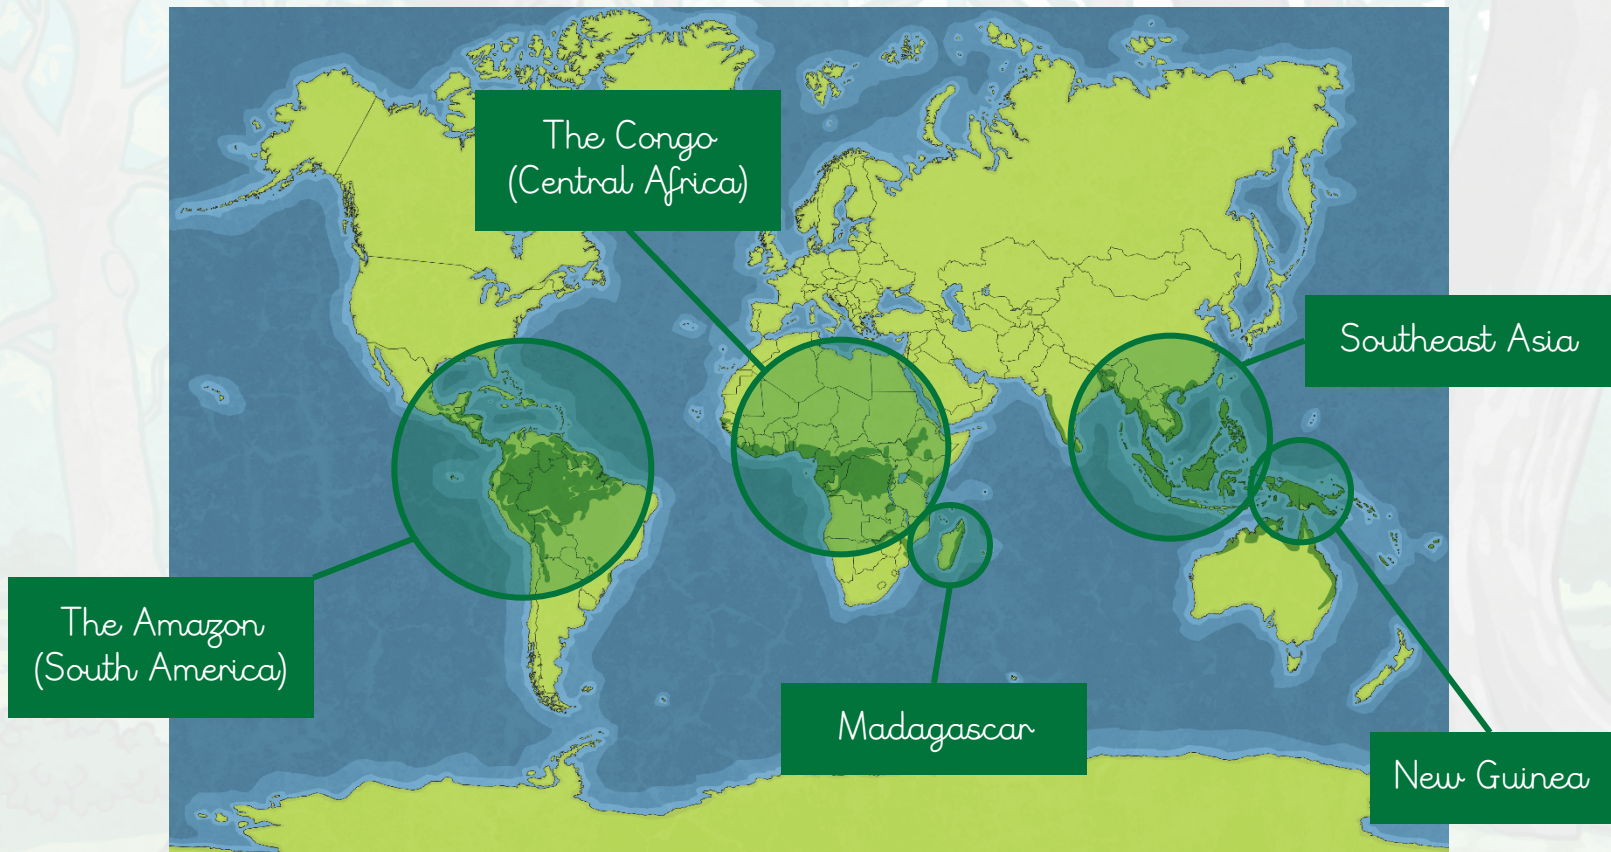 The Congo
(Central Africa)
Southeast Asia
The Amazon
(South America)
Madagascar
New Guinea